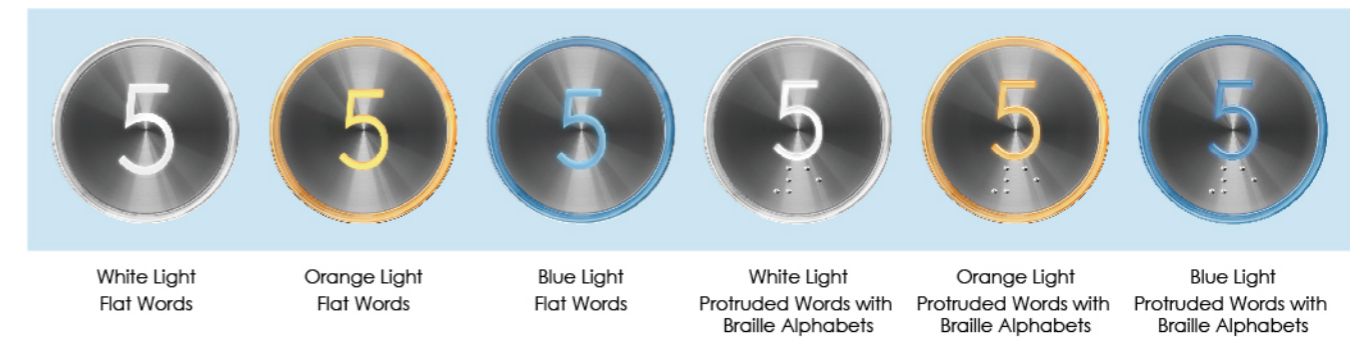 5
5
5
5
5
5
White Light
Flat Words
Orange Light
Flat Words
Blue Light
Flat Words
White Light
Protruded Words with
Braille Alphabets
Orange Light
Protruded Words with
Braille Alphabets
Blue Light
Protruded Words with
Braille Alphabets